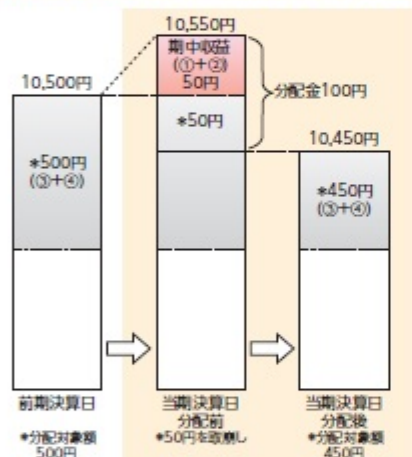 10,550円
期中収益
(①+②)
50円
10,500円
分配金100円
*50円
10,450円
*500円
(③+④)
*450円
(③+④)
前期決算日
当期決算日
分配前
当期決算日
分配後
*分配対象額
500円
*50円を取崩し
*分配対象額
450円